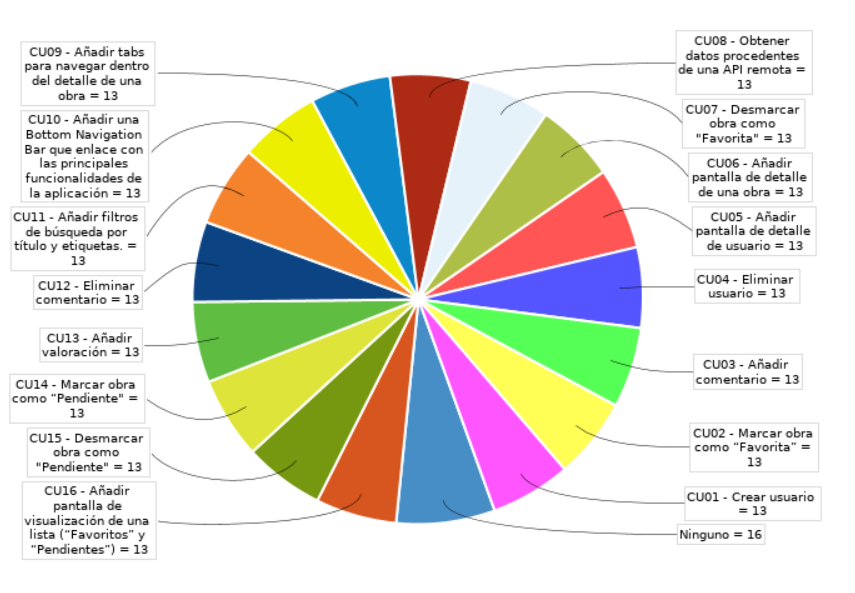 CU09 - Añadir tabs
para navegar dentro
del detalle de una
obra = 13
CU10 - Añadir una
Bottom Navigation
Bar que enlace con
las principales
funcionalidades de
la aplicación = 13
CU11 - Añadir filtros
de búsqueda por
título y etiquetas. =
13
CU12 - Eliminar
comentario = 13
CU13 - Añadir
valoración = 13
CU14 - Marcar obra
como "Pendiente" =
13
CU15 - Desmarcar
obra como
"Pendiente" = 13
CU16 - Añadir
pantalla de
visualización de una
lista (“Favoritos” y
“Pendientes”) = 13
CU08 - Obtener
datos procedentes
de una API remota =
13
CU07 - Desmarcar
obra como
"Favorita" = 13
CU06 - Añadir
pantalla de detalle
de una obra = 13
CU05 - Añadir
pantalla de detalle
de usuario = 13
CU04 - Eliminar
usuario = 13
CU03 - Añadir
comentario = 13
CU02 - Marcar obra
como “Favorita” =
13
CU01 - Crear usuario
= 13
Ninguno = 16